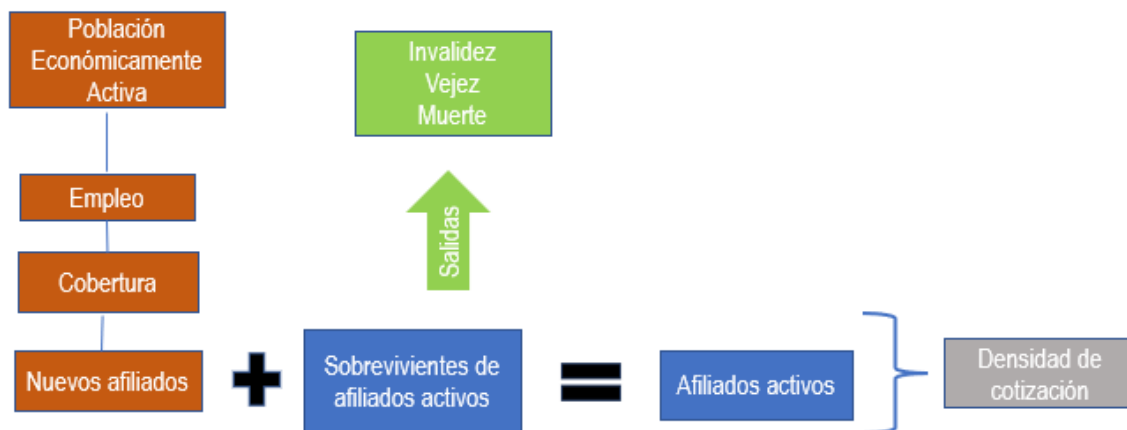 Población
Económicamente
Activa
Invalidez
Vejez
Muerte
Empleo
Salidas
Cobertura
Nuevos afiliados
Sobrevivientes de
afiliados activos
Afiliados activos
Densidad de
cotización